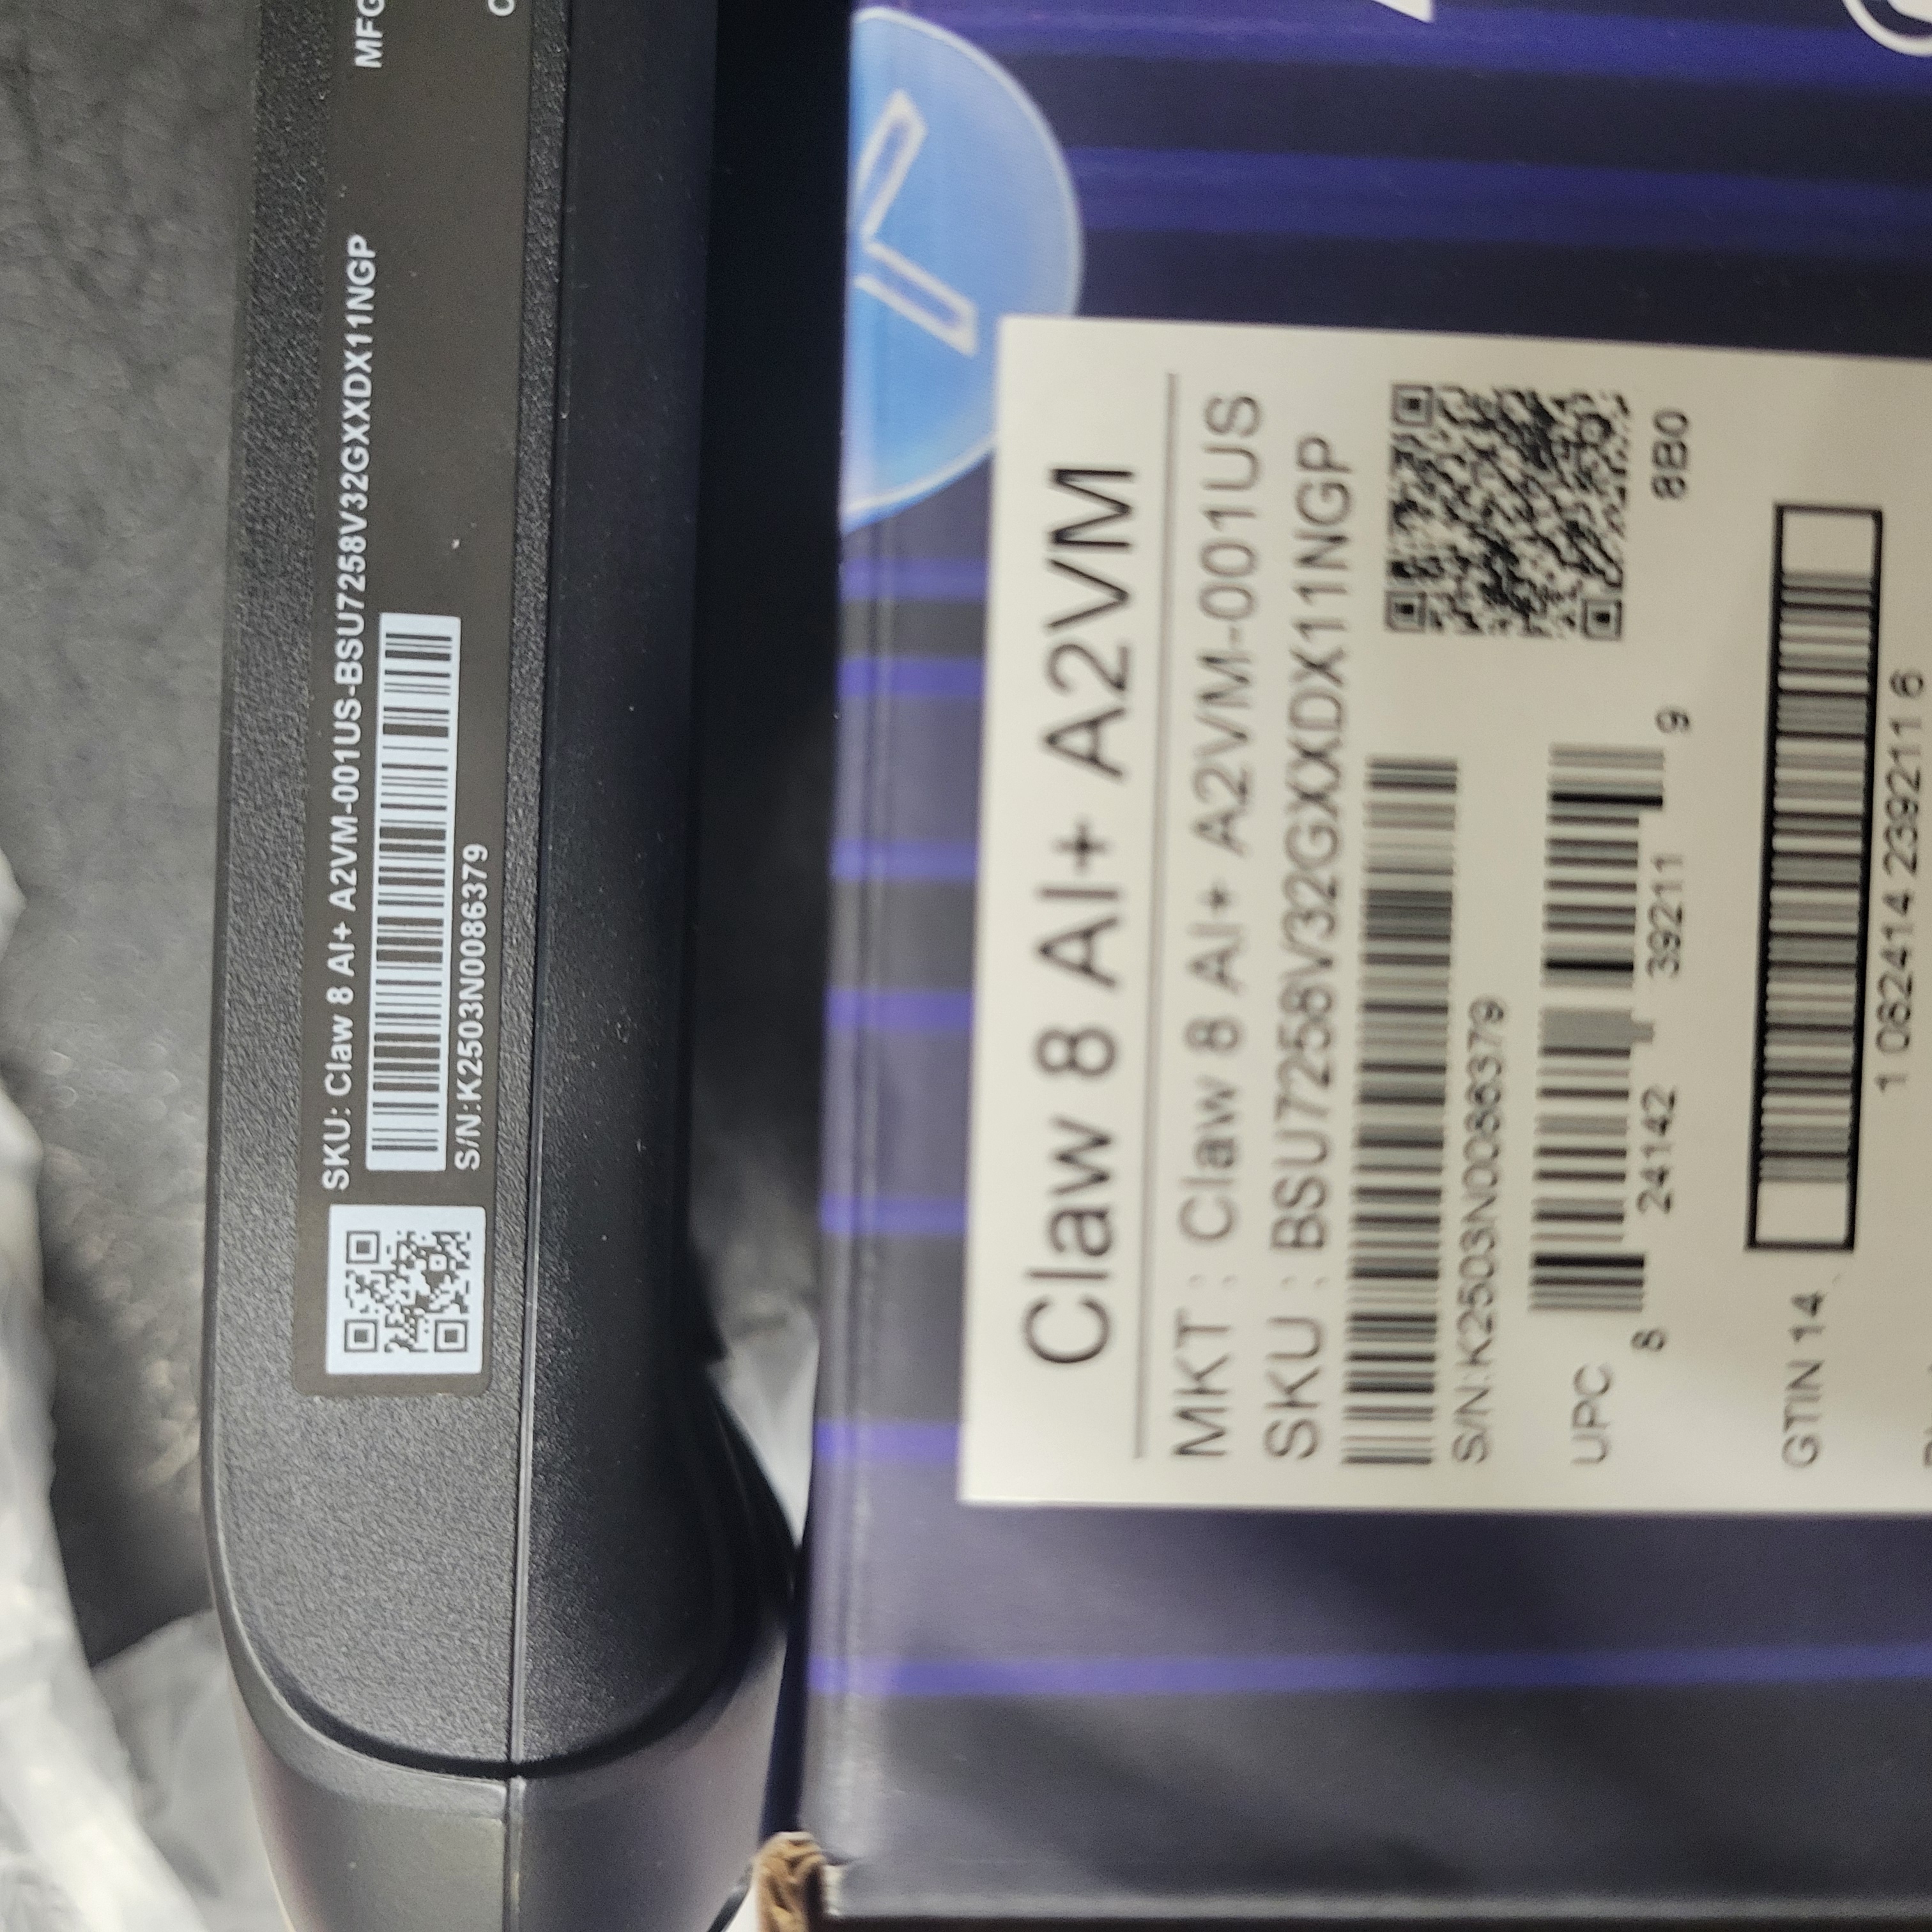 SKU: Claw 8 AI+ A2VM-001US-BSU7258V32GXXDX11NGP
S/N:K2503N0086379
MFG
Claw 8 AI+ A2VM
MKT : Claw 8 AI+ A2VM-001US
SKU : BSU7258V32GXXDX11NGP
S/N:K2503N0086379
8B0
UPC
8 24142 39211 9
GTIN 14
1 0824142 39211 6